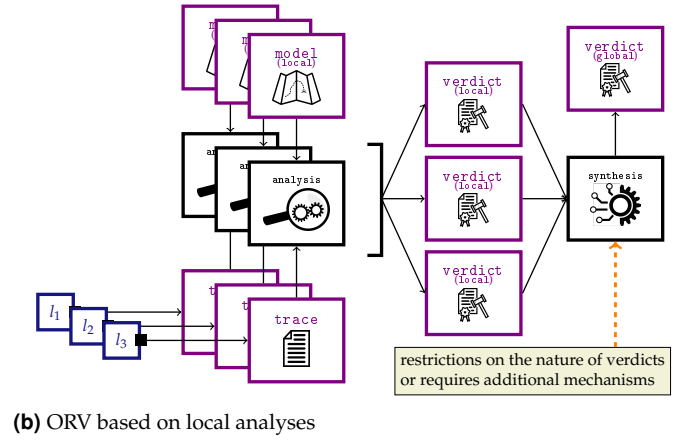 model
(local)
verdict
(global)
verdict
(local)
analysis
verdict
(local)
synthesis
verdict
(local)
trace
l1
l2
l3
restrictions on the nature of verdicts
or requires additional mechanisms
(b) ORV based on local analyses